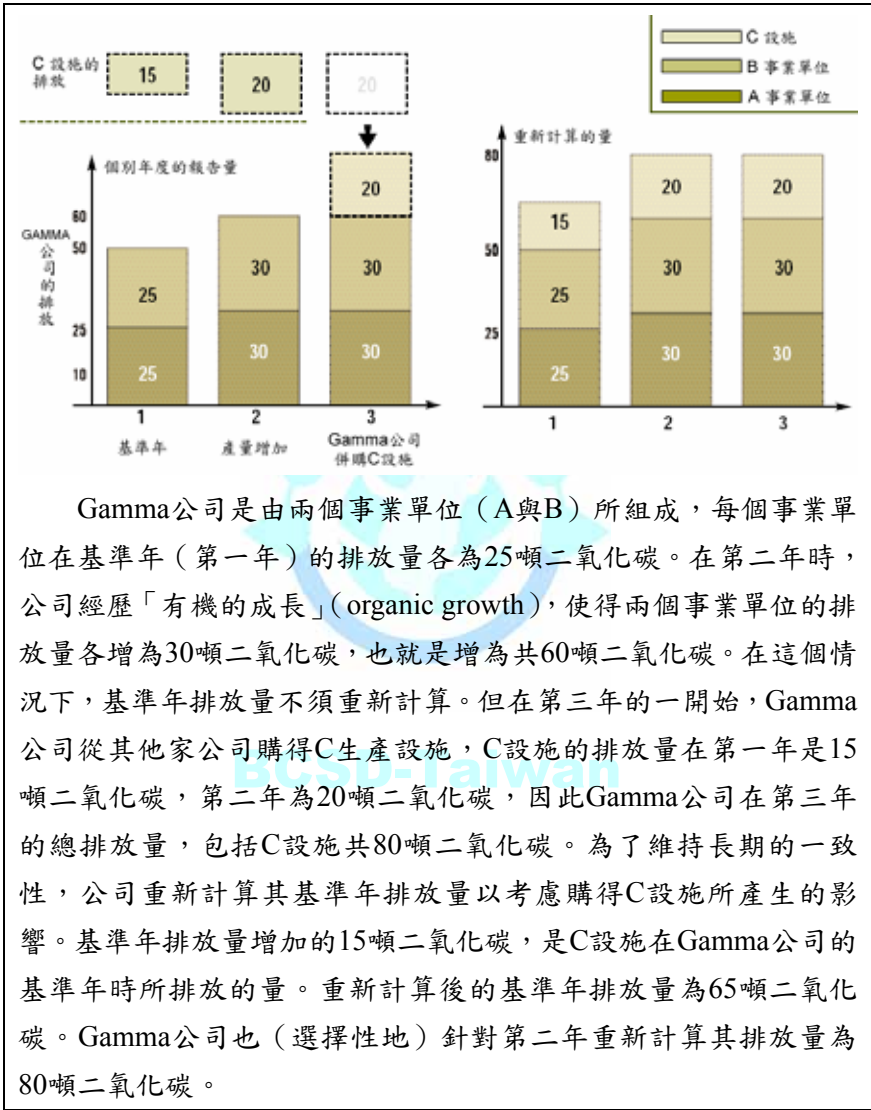 C 設施的
排放
15
20
20
C 設施
B 事業單位
A 事業單位
個別年度的報告量
GAMMA
公
司
的
排
放
60
50
25
10
25
25
30
30
20
30
30
1
2
3
基準年
產量增加
Gamma公司
併購C設施
重新計算的量
80
50
25
15
25
25
20
30
30
20
30
30
1
2
3
Gamma公司是由兩個事業單位（A與B）所組成，每個事業單
位在基準年（第一年）的排放量各為25噸二氧化碳。在第二年時，
公司經歷「有機的成長」（organic growth），使得兩個事業單位的排
放量各增為30噸二氧化碳，也就是增為共60噸二氧化碳。在這個情
況下，基準年排放量不須重新計算。但在第三年的一開始，Gamma
公司從其他家公司購得C生產設施，C設施的排放量在第一年是15
噸二氧化碳，第二年為20噸二氧化碳，因此Gamma公司在第三年
的總排放量，包括C設施共80噸二氧化碳。為了維持長期的一致
性，公司重新計算其基準年排放量以考慮購得C設施所產生的影
響。基準年排放量增加的15噸二氧化碳，是C設施在Gamma公司的
基準年時所排放的量。重新計算後的基準年排放量為65噸二氧化
碳。Gamma公司也（選擇性地）針對第二年重新計算其排放量為
80噸二氧化碳。
BCSD-Taiwan